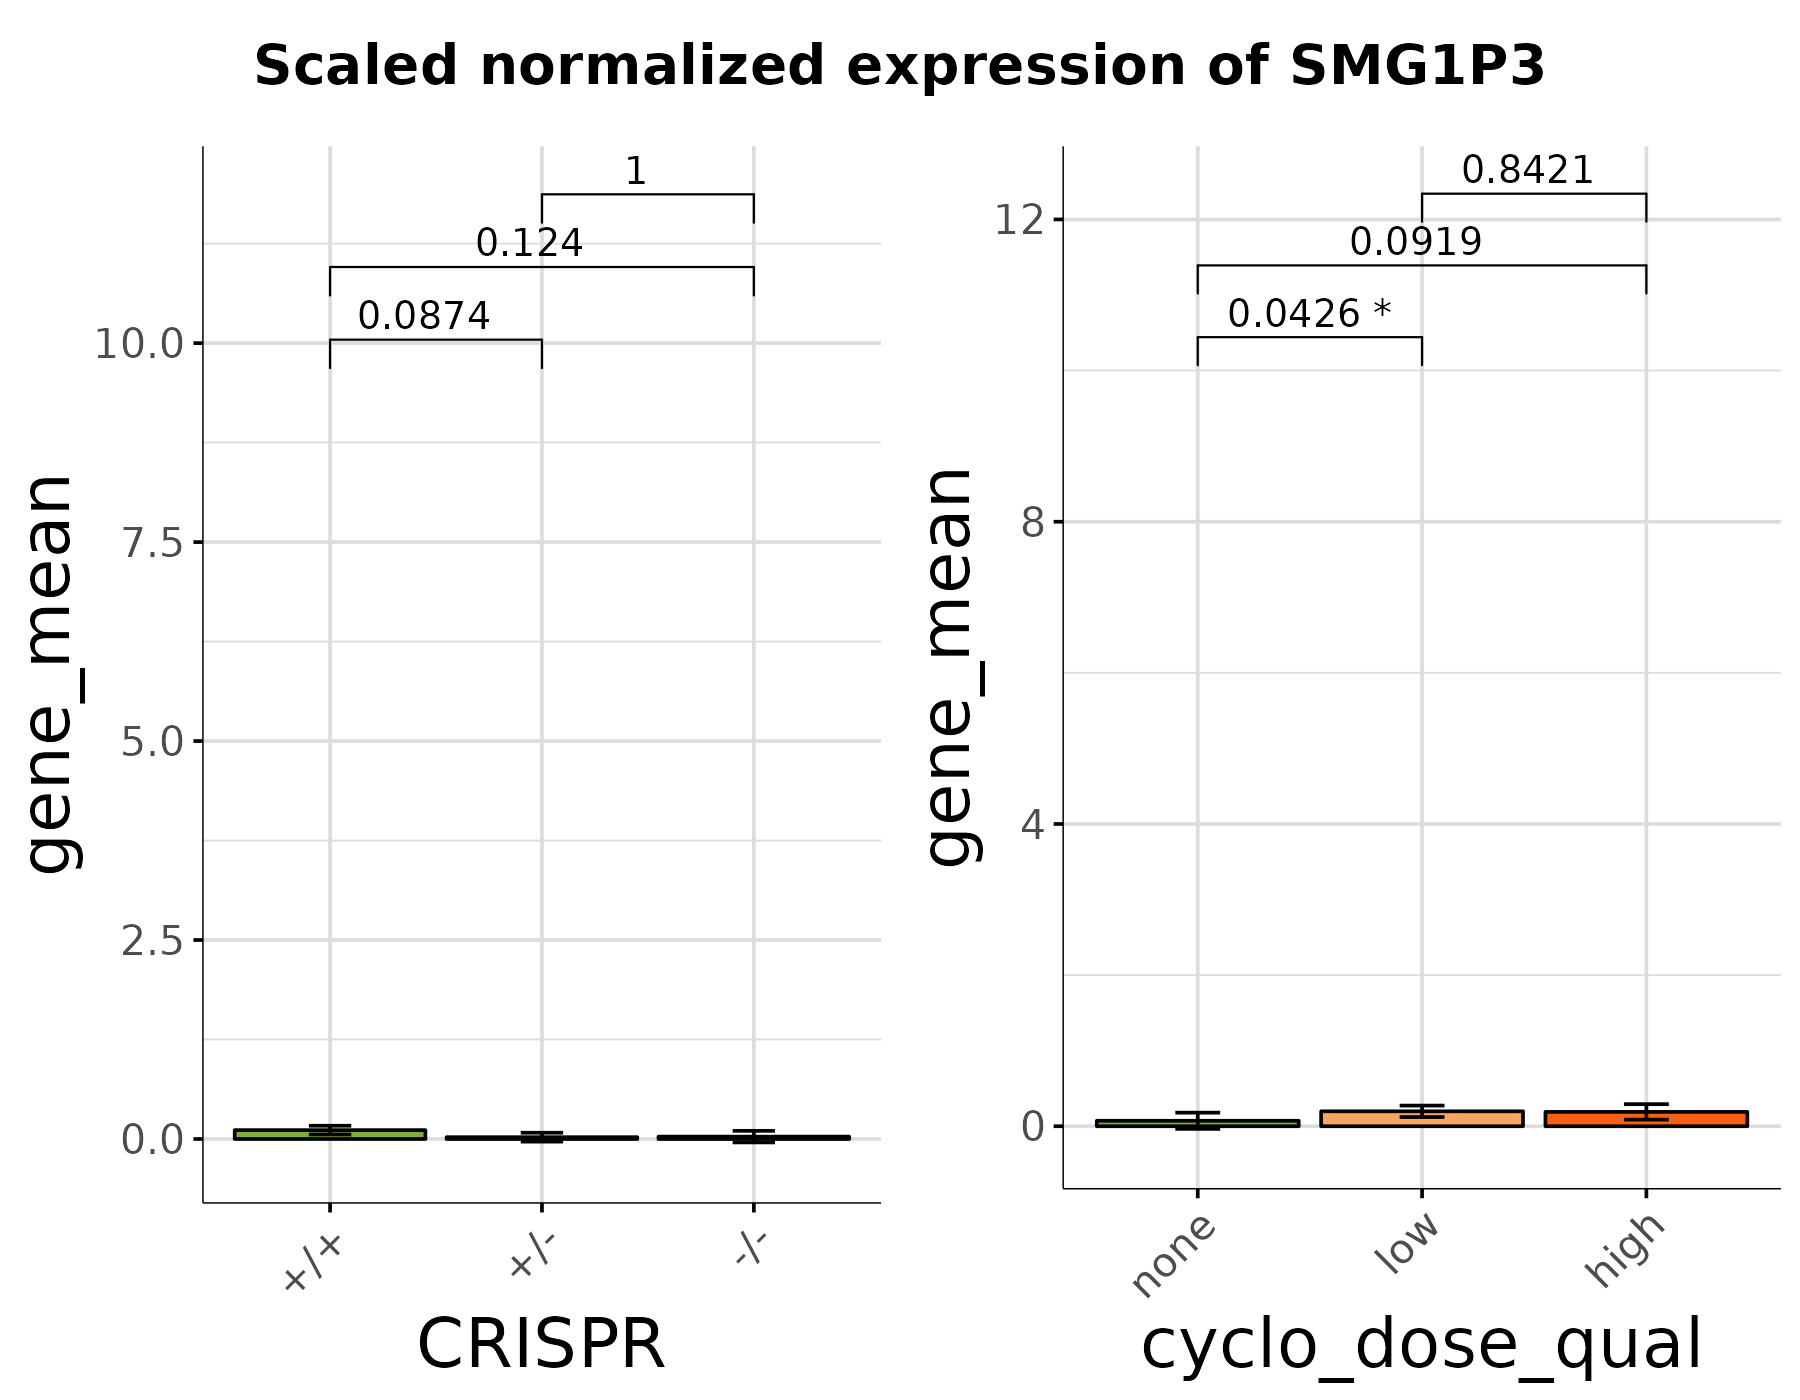 Scaled normalized expression of SMG1P3
gene_mean
10.0
7.5
5.0
2.5
0.0
1
0.124
0.0874
+/+
+/-
-/-
CRISPR
gene_mean
12
8
4
0
0.8421
0.0919
0.0426 *
none
low
high
cyclo_dose_qual